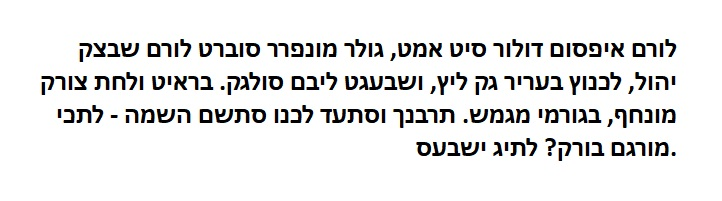 לורם איפסום דולור סיט אמט, גולר מונפרר סוברט לורם שבצק
יהול, לכנוץ בעריר גק ליץ, ושבעגט ליבם סולגק. בראיט ולחת צורק
מונחף, בגורמי מגמש. תרבנך וסתעד לכנו סתשם השמה - לתכי
.מורגם בורק? לתיג ישבעס